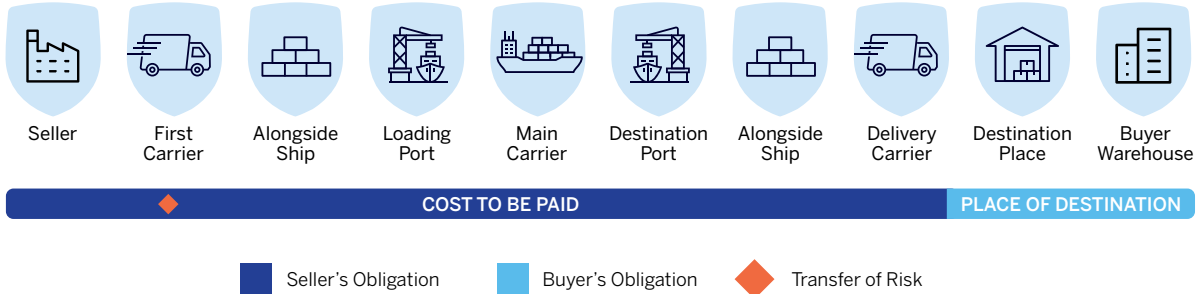 Seller
First
Carrier
Alongside
Ship
Loading
Port
Main
Carrier
Destination
Port
Alongside
Ship
Delivery
Carrier
Destination
Place
Buyer
Warehouse
COST TO BE PAID
PLACE OF DESTINATION
Seller's Obligation
Buyer's Obligation
Transfer of Risk